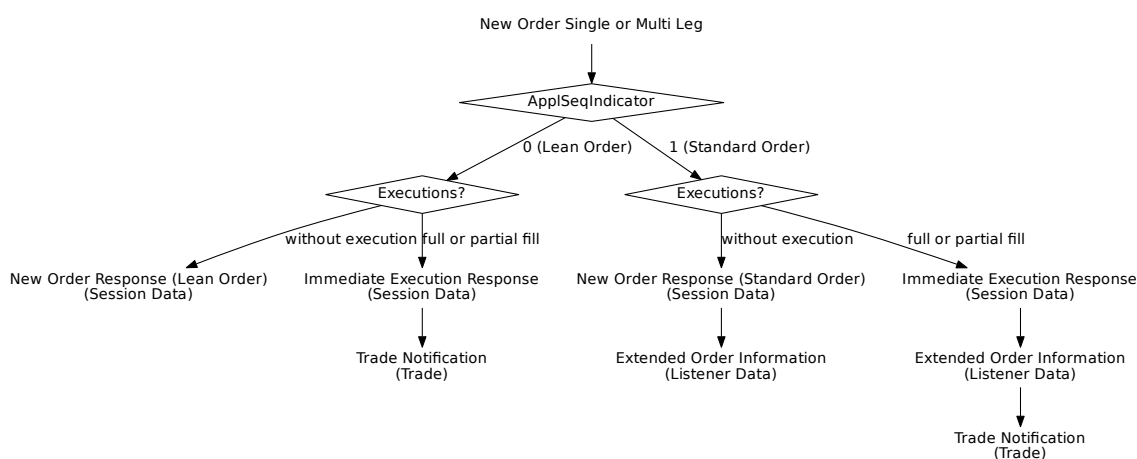 New Order Single or Multi Leg
ApplSeqIndicator
0 (Lean Order)
1 (Standard Order)
Executions?
Executions?
without execution
full or partial fill
without execution
full or partial fill
New Order Response (Lean Order)
(Session Data)
Immediate Execution Response
(Session Data)
New Order Response (Standard Order)
(Session Data)
Immediate Execution Response
(Session Data)
Trade Notification
(Trade)
Extended Order Information
(Listener Data)
Extended Order Information
(Listener Data)
Trade Notification
(Trade)